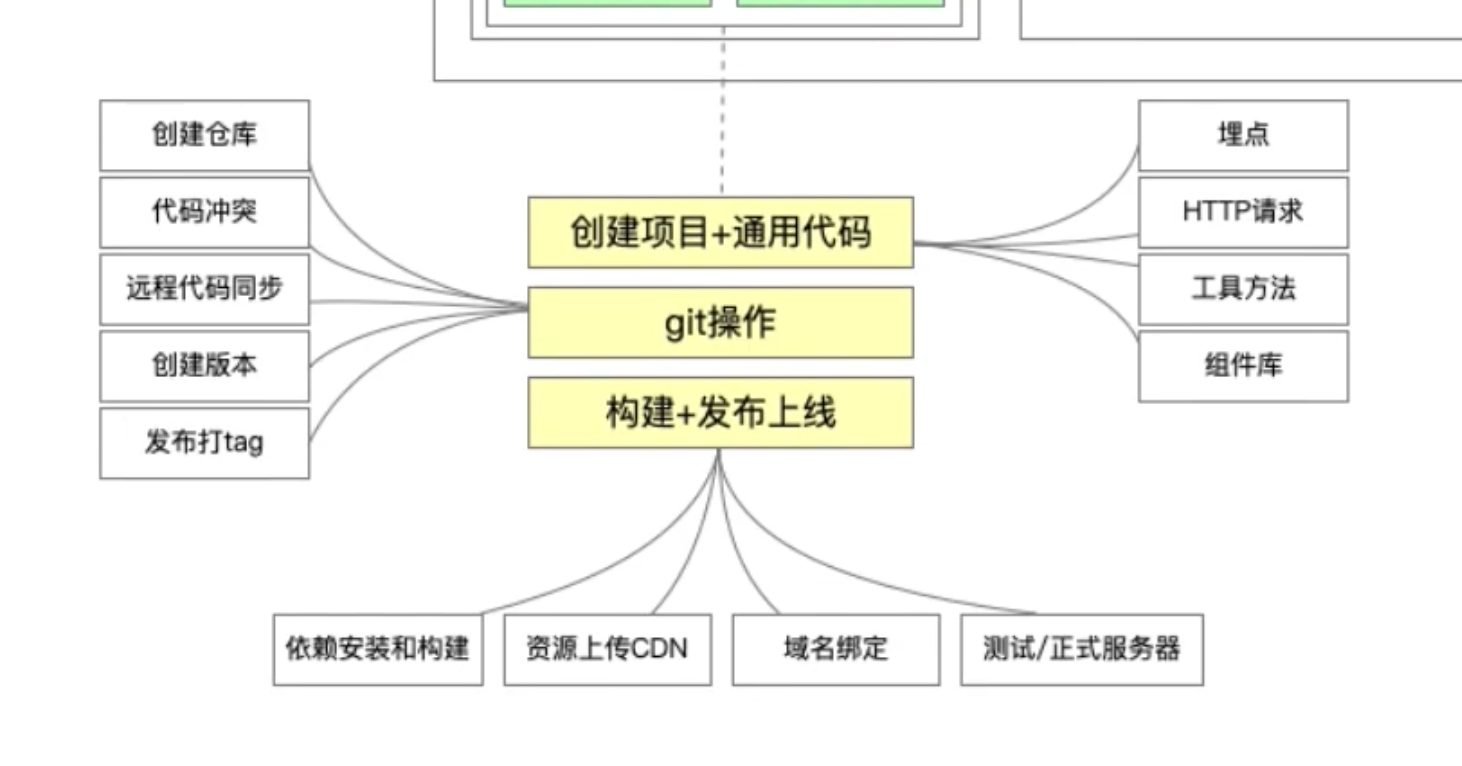 创建仓库
代码冲突
远程代码同步
创建版本
发布打tag
创建项目+通用代码
git操作
构建+发布上线
埋点
HTTP请求
工具方法
组件库
依赖安装和构建
资源上传CDN
域名绑定
测试/正式服务器